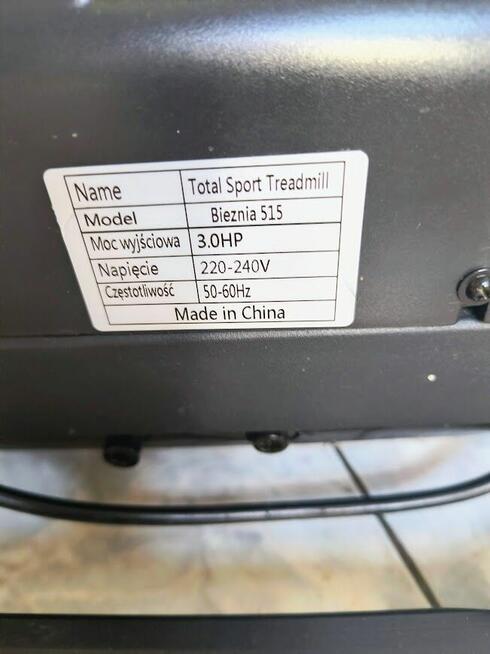 Name Total Sport Treadmill
Model Bieznia 515
Moc wyjściowa 3.0HP
Napięcie 220-240V
Częstotliwość 50-60Hz
Made in China